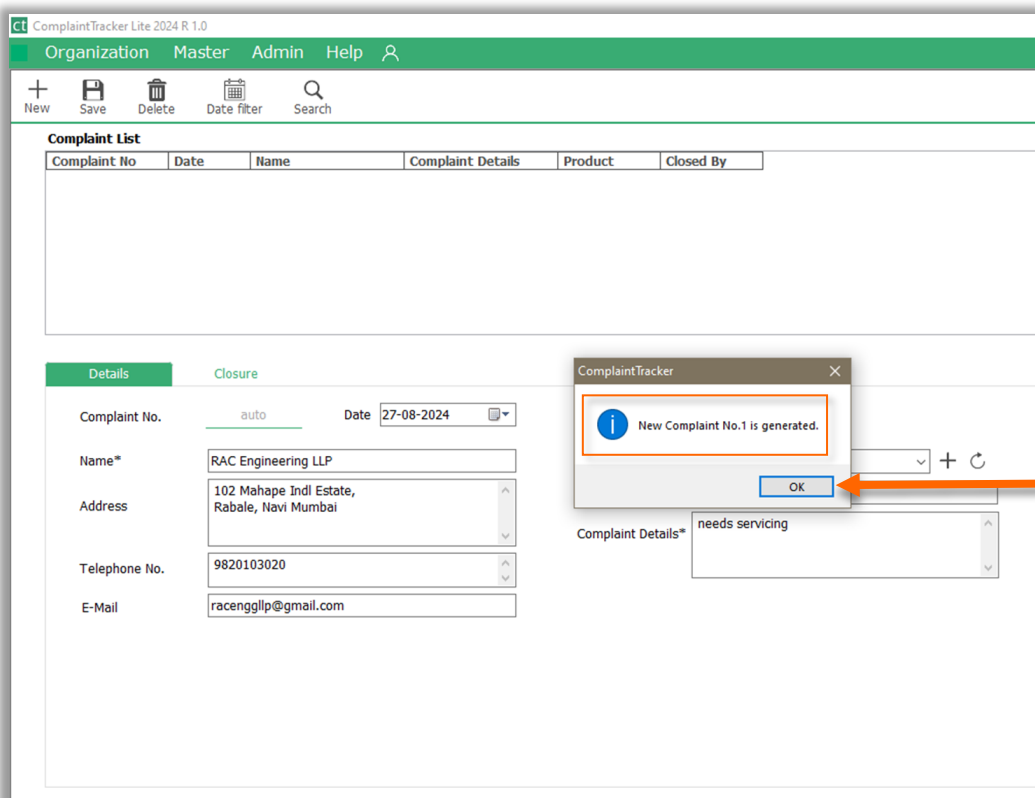 ct ComplaintTracker Lite 2024 R 1.0
Organization Master Admin Help
New Save Delete Date filter Search
Complaint List
Complaint No Date Name Complaint Details Product Closed By
Details Closure
ComplaintTracker
New Complaint No.1 is generated.
OK
Complaint No. auto Date 27-08-2024
Name* RAC Engineering LLP
Address 102 Mahape Indl Estate,
Rabale, Navi Mumbai
Complaint Details* needs servicing
Telephone No. 9820103020
E-Mail racenggllp@gmail.com